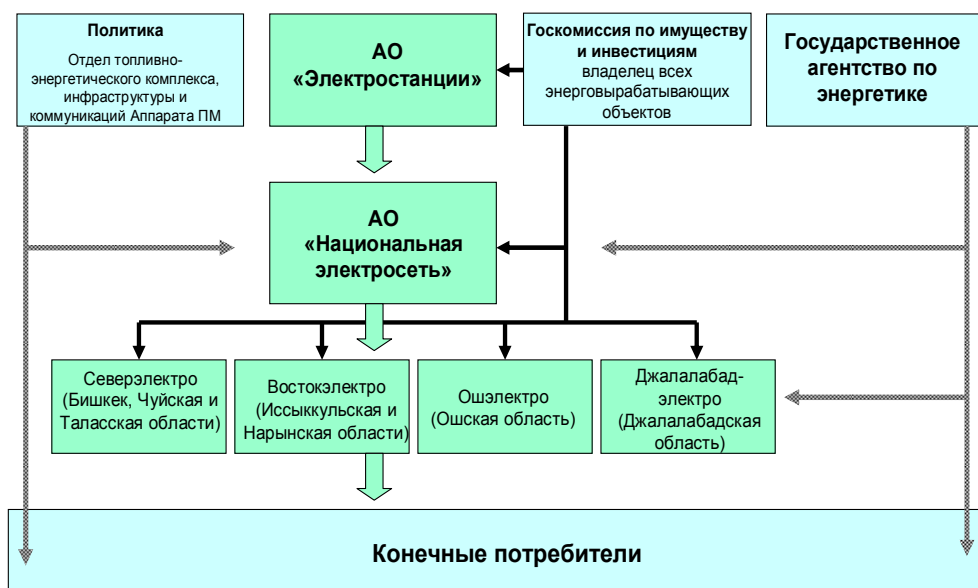 Политика
Отдел топливно-
энергетического комплекса,
инфраструктуры и
коммуникаций Аппарата ПМ
АО
«Электростанции»
Госкомиссия по имуществу
и инвестициям
владелец всех
энерговырабатывающих
объектов
Государственное
агентство по
энергетике
АО
«Национальная
электросеть»
Северэлектро
(Бишкек, Чуйская и
Таласская области)
Востокэлектро
(Иссыккульская и
Нарынская области)
Ошэлектро
(Ошская область)
Джалалабад-
электро
(Джалалабадская
область)
Конечные потребители